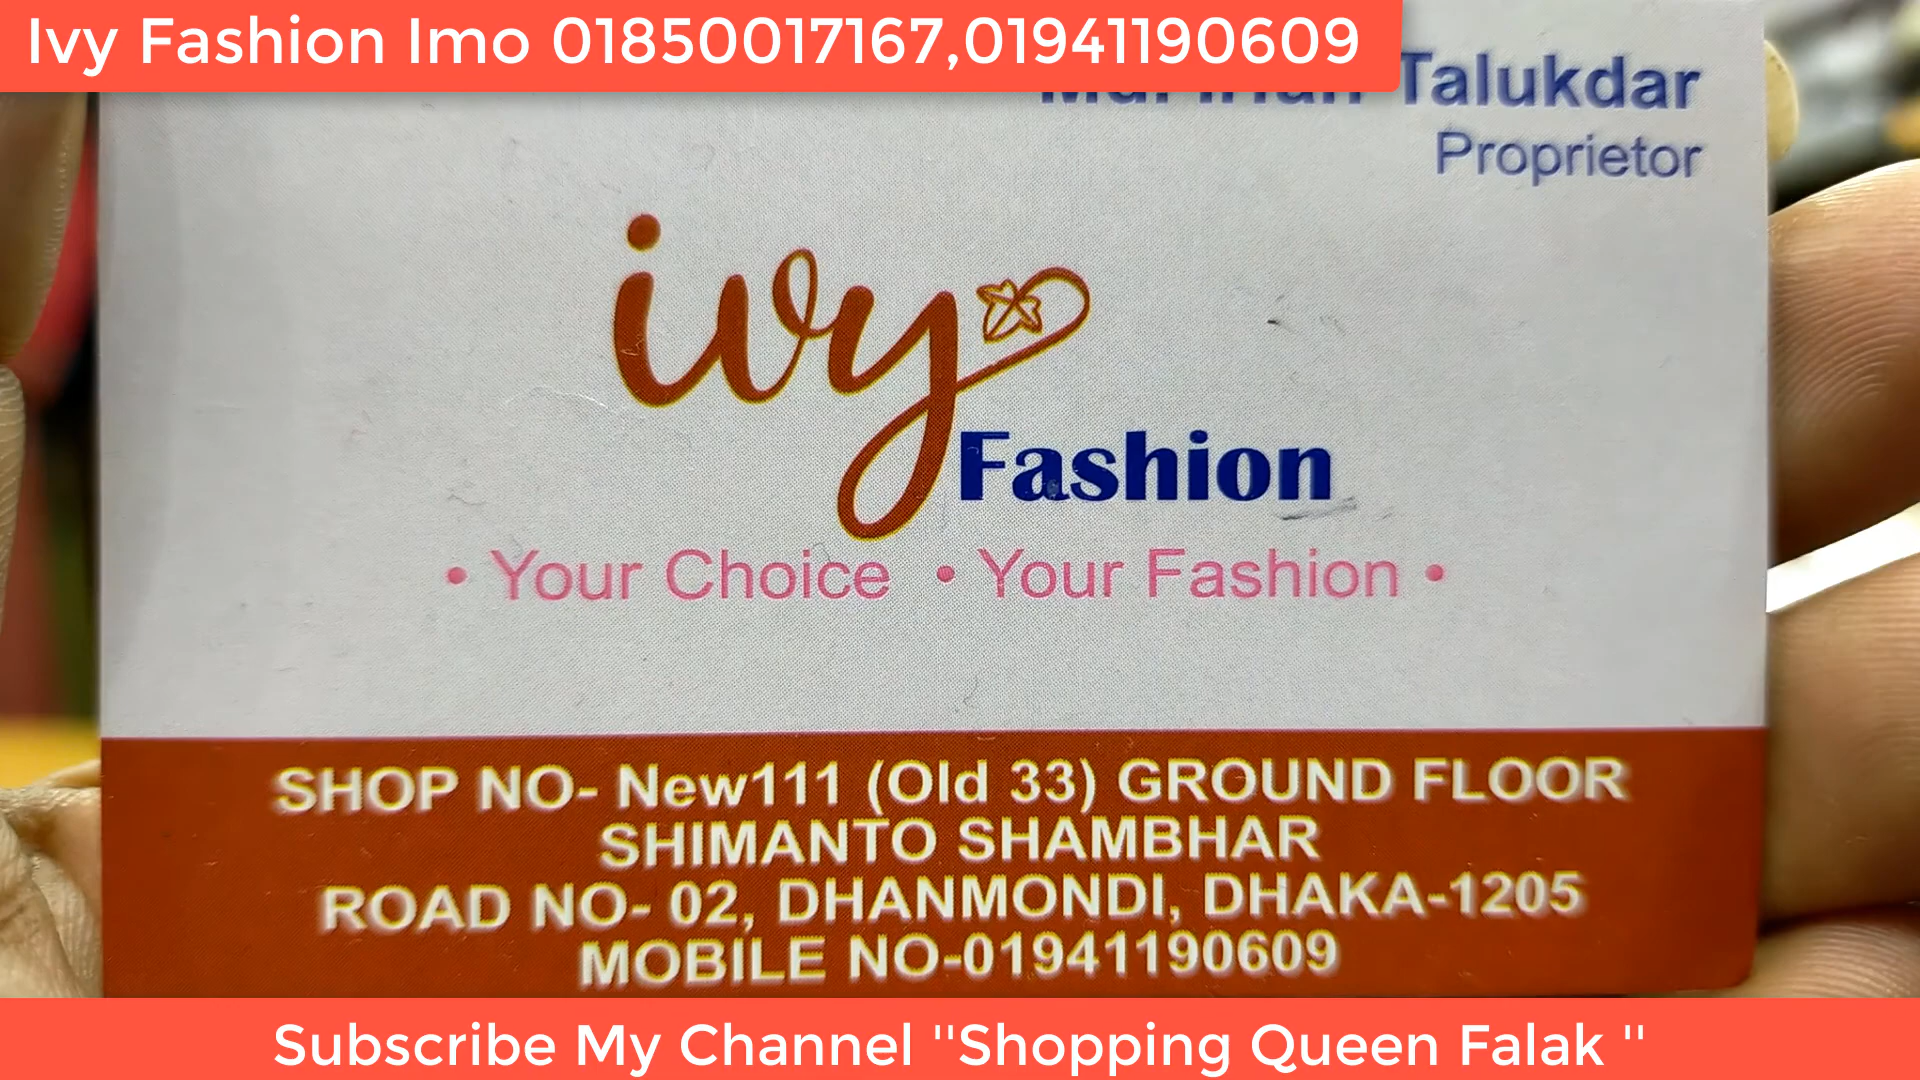 Ivy Fashion Imo 01850017167,01941190609
Talukdar
Proprietor
ivy
Fashion
• Your Choice • Your Fashion •
SHOP NO- New111 (Old 33) GROUND FLOOR
SHIMANTO SHAMBHAR
ROAD NO- 02, DHANMONDI, DHAKA-1205
MOBILE NO-01941190609
Subscribe My Channel "Shopping Queen Falak "